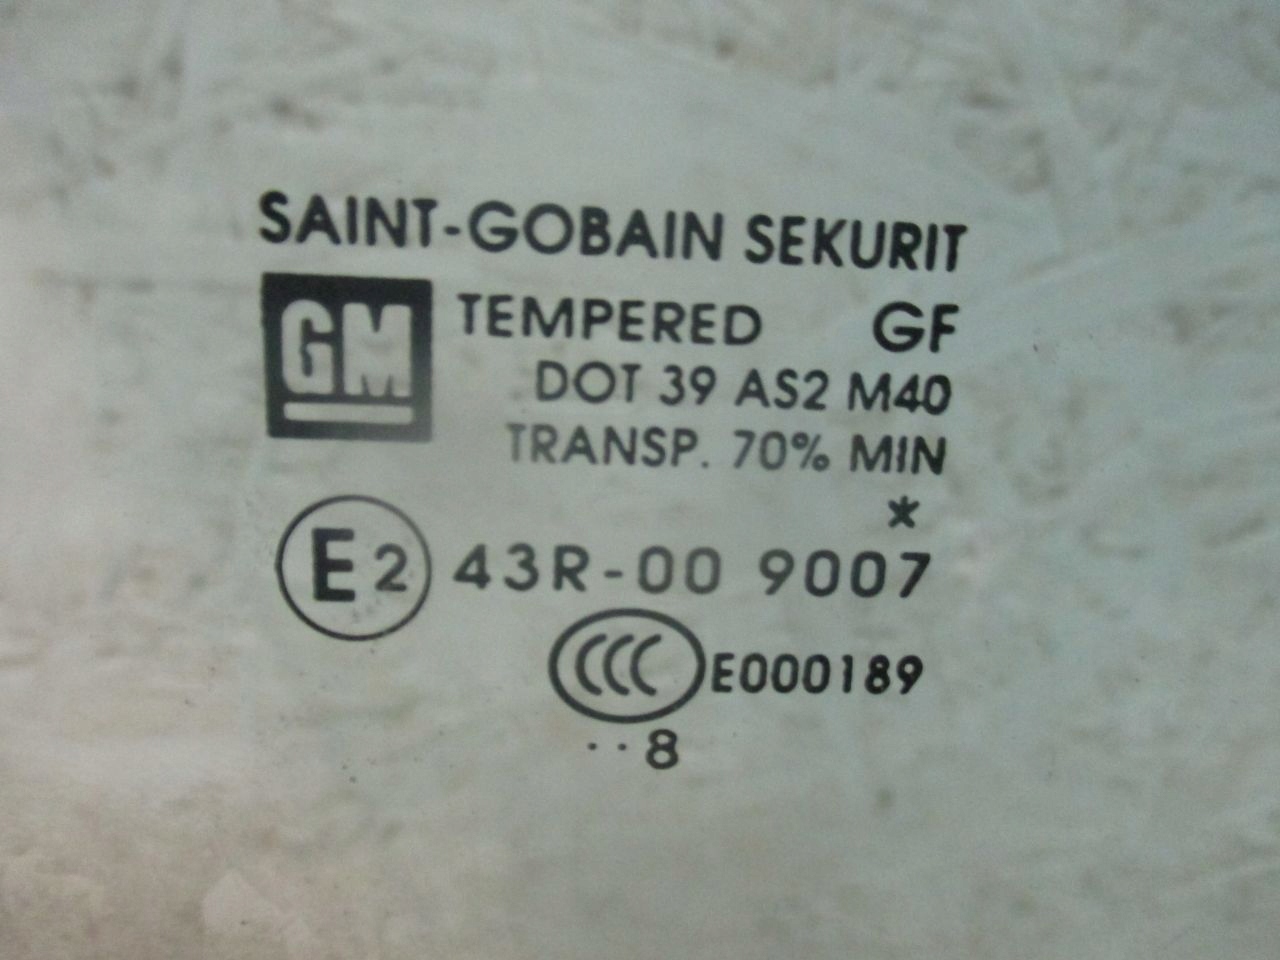 SAINT-GOBAIN SEKURIT
GM
TEMPERED GF
DOT 39 AS2 M40
TRANSP. 70% MIN
*
E2 43R-00 9007
CCC E000189
··8